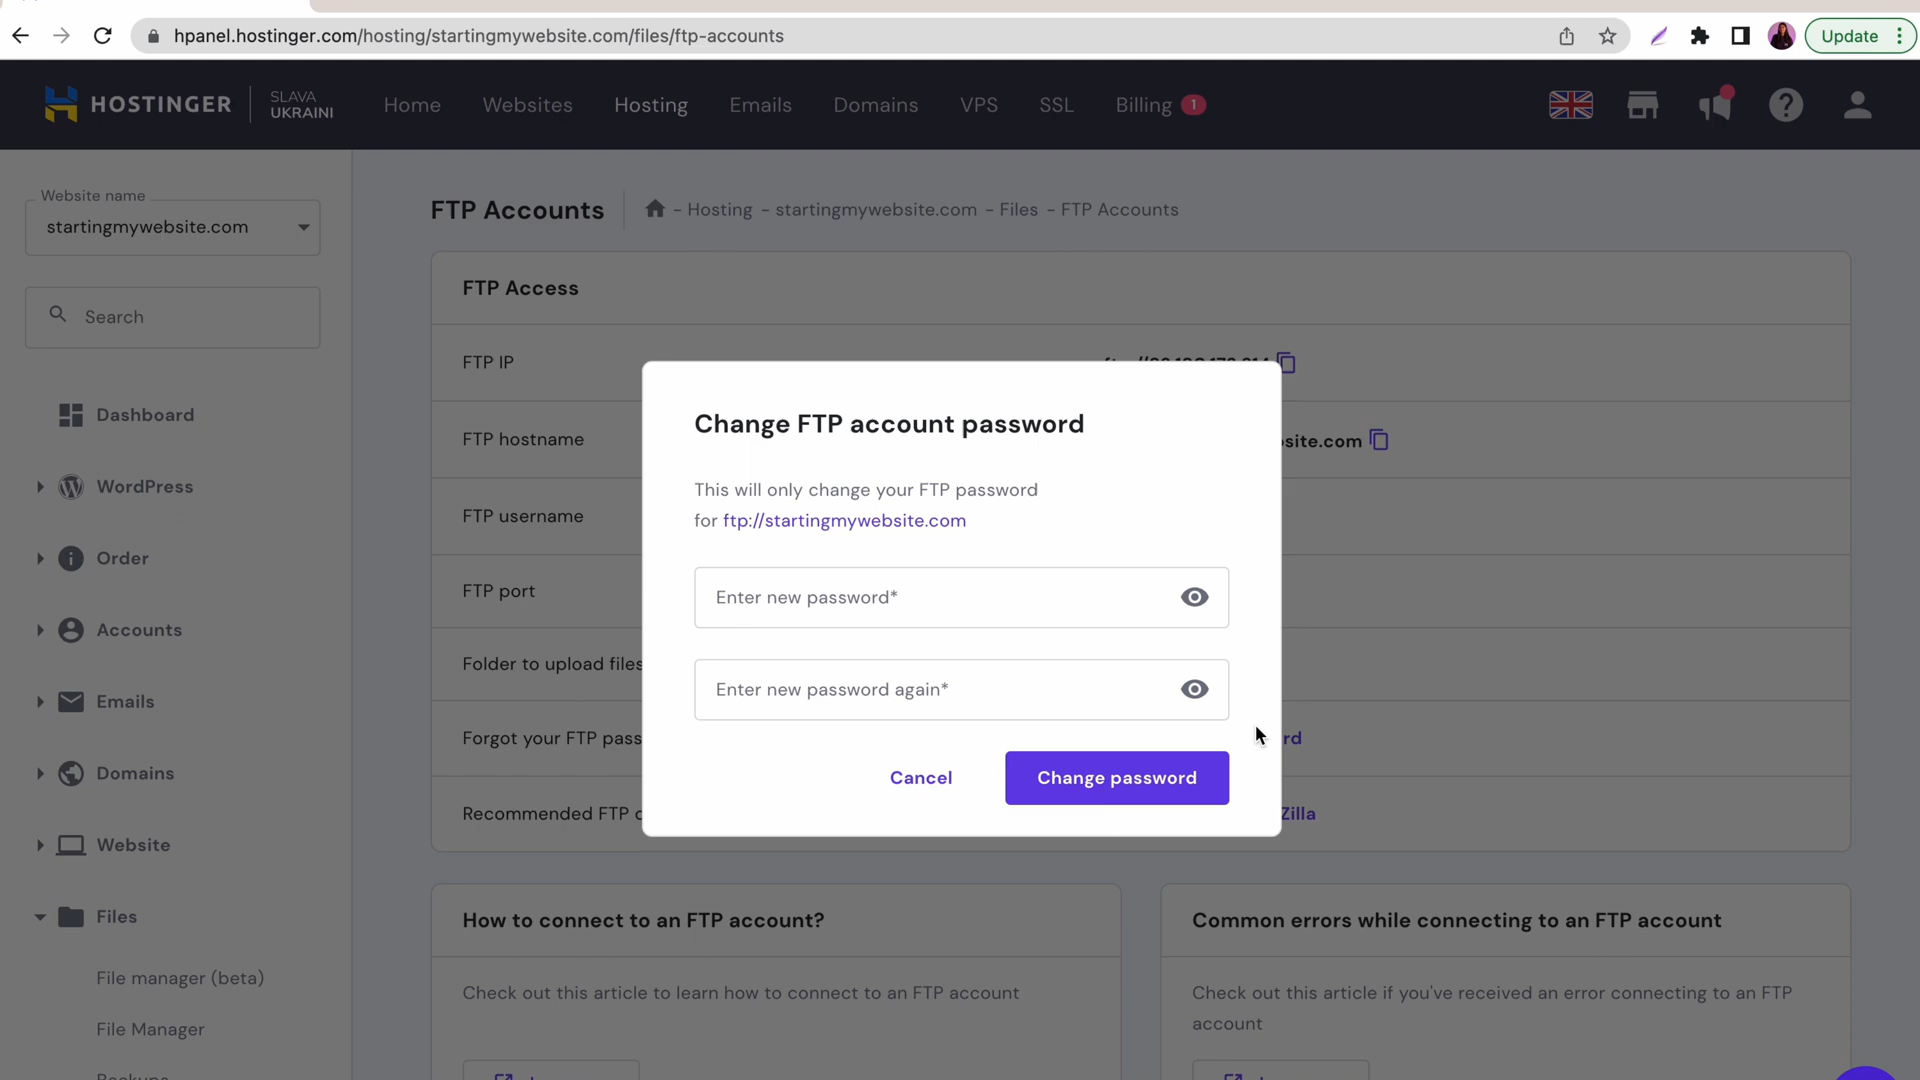 hpanel.hostinger.com/hosting/startingmywebsite.com/files/ftp-accounts
Update
HOSTINGER
SLAVA
UKRAINI
Home
Websites
Hosting
Emails
Domains
VPS
SSL
Billing
1
Website name
startingmywebsite.com
Search
Dashboard
WordPress
Order
Accounts
Emails
Domains
Website
Files
File manager (beta)
File Manager
Backups
FTP Accounts
- Hosting - startingmywebsite.com - Files - FTP Accounts
FTP Access
FTP IP
FTP hostname
site.com
FTP username
FTP port
Folder to upload files
Forgot your FTP pass
rd
Recommended FTP c
Zilla
Change FTP account password
This will only change your FTP password
for ftp://startingmywebsite.com
Enter new password*
Enter new password again*
Cancel
Change password
How to connect to an FTP account?
Check out this article to learn how to connect to an FTP account
Common errors while connecting to an FTP account
Check out this article if you've received an error connecting to an FTP
account